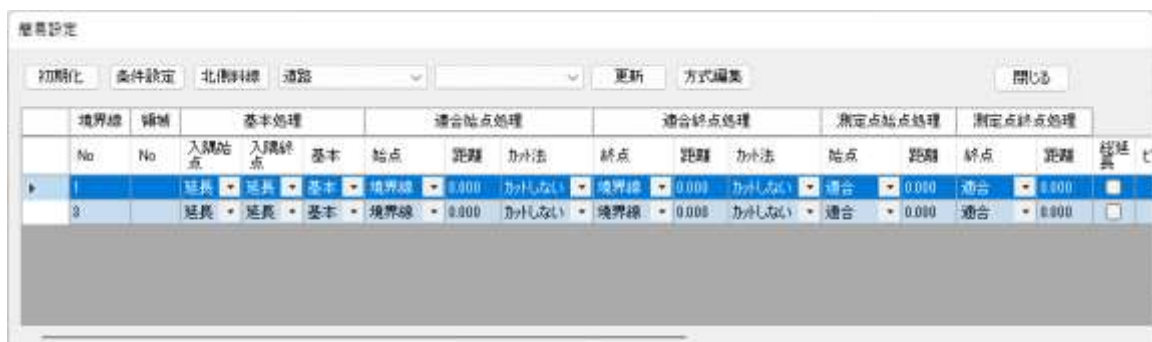 簡易設定
初期化 条件設定 北側斜線 道路 更新 方式編集 閉じる
境界線 領域 基本処理 適合始点処理 適合終点処理 測定点始点処理 測定点終点処理
No No 入隅始点 入隅終点 基本 始点 距離 カット法 終点 距離 カット法 始点 距離 終点 距離 総延長 ピ
1 延長 延長 基本 境界線 0.000 カットしない 境界線 0.000 カットしない 適合 0.000 適合 0.000
3 延長 延長 基本 境界線 0.000 カットしない 境界線 0.000 カットしない 適合 0.000 適合 0.000